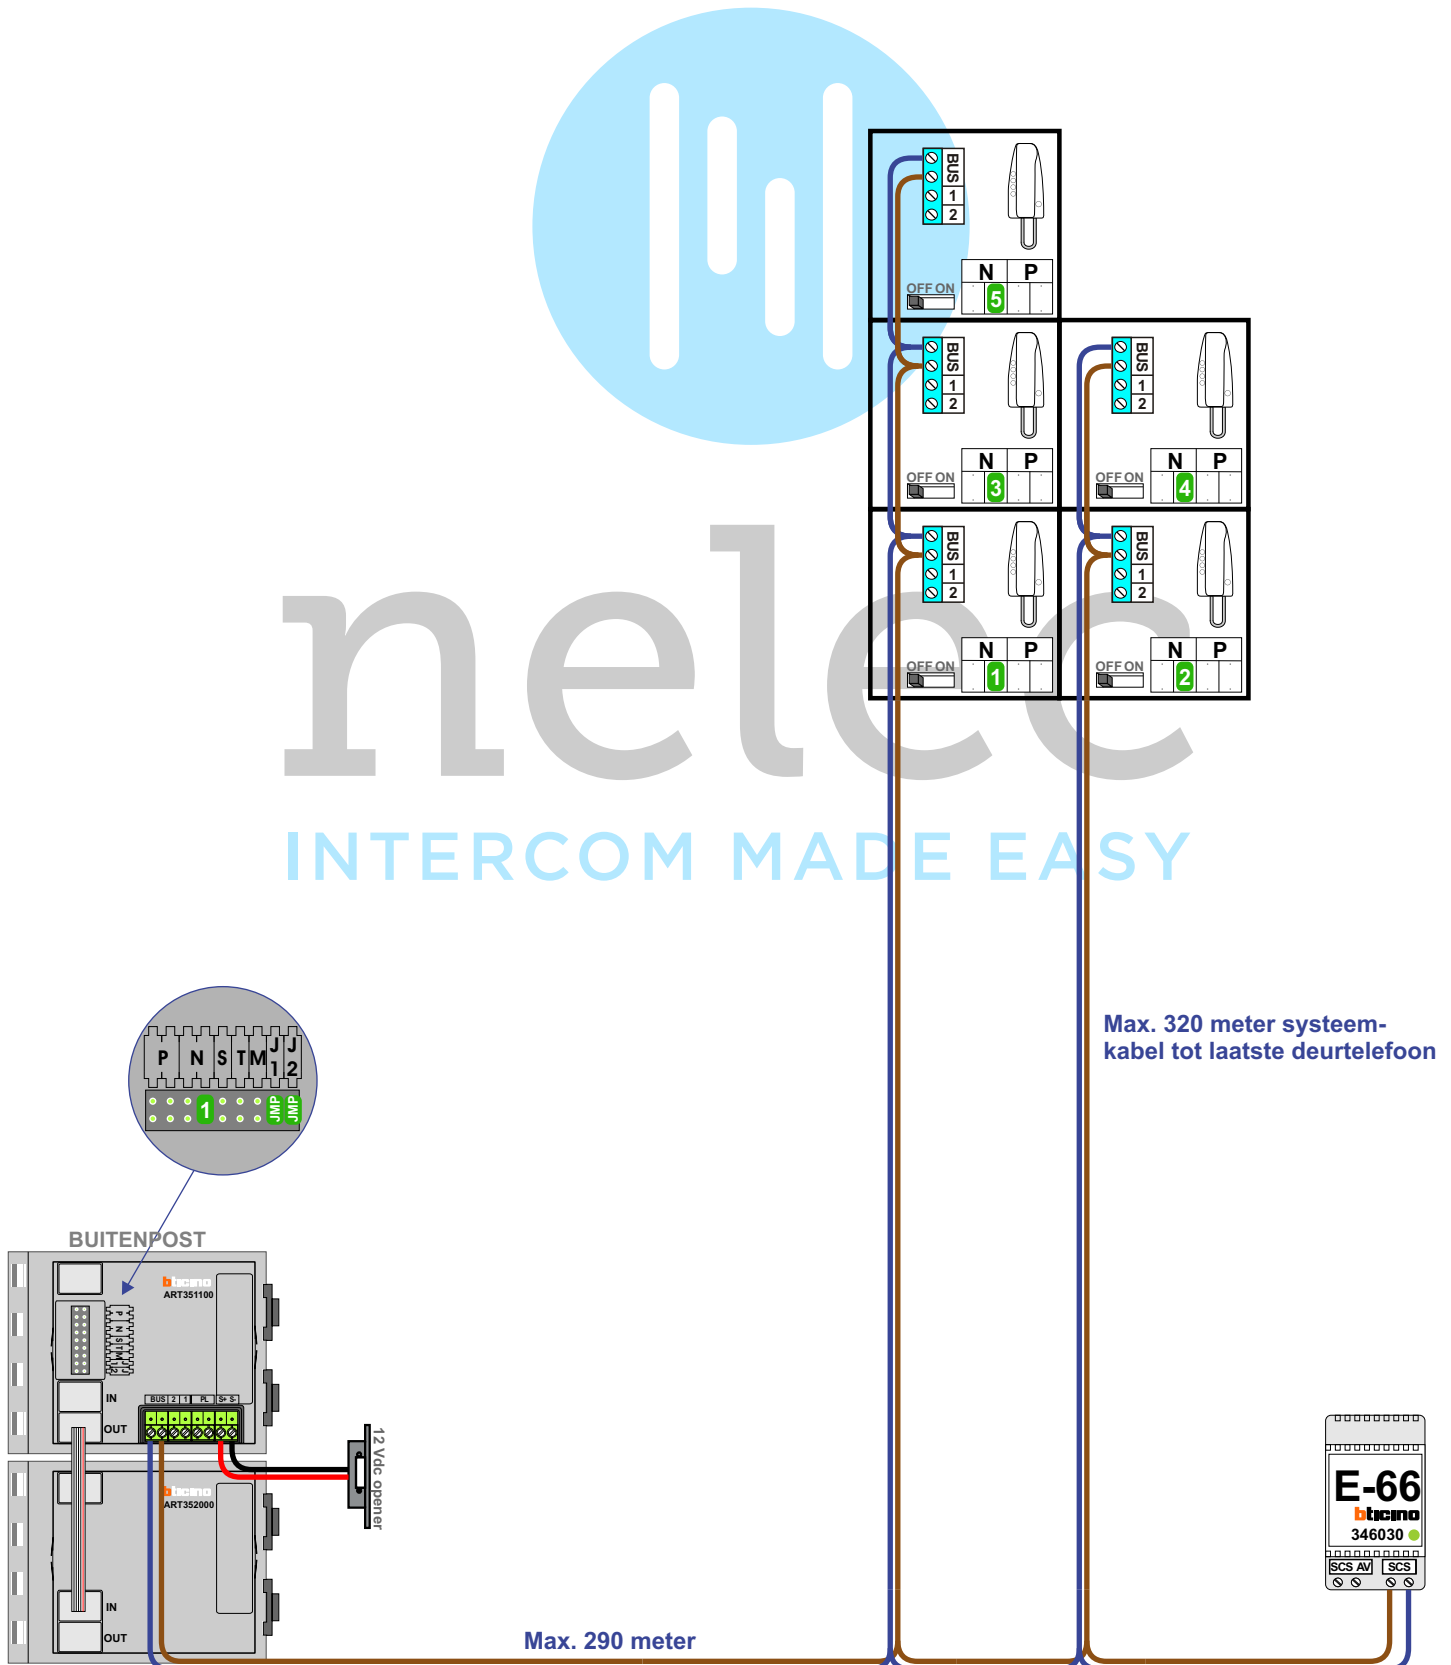 BUS
1
2
OFF ON
N P
5
BUS
1
2
OFF ON
N P
3
BUS
1
2
OFF ON
N P
4
BUS
1
2
OFF ON
N P
1
BUS
1
2
OFF ON
N P
2
nelec
INTERCOM MADE EASY
Max. 320 meter systeem-
kabel tot laatste deurtelefoon
P N S T M J1 J2
1 JMP JMP
BUITENPOST
bticino
ART351100
P N S T M J1 J2
IN
OUT
BUS 2 1 PL S+ S-
12 Vdc opener
bticino
ART352000
IN
OUT
Max. 290 meter
E-66
bticino
346030
SCS AV SCS